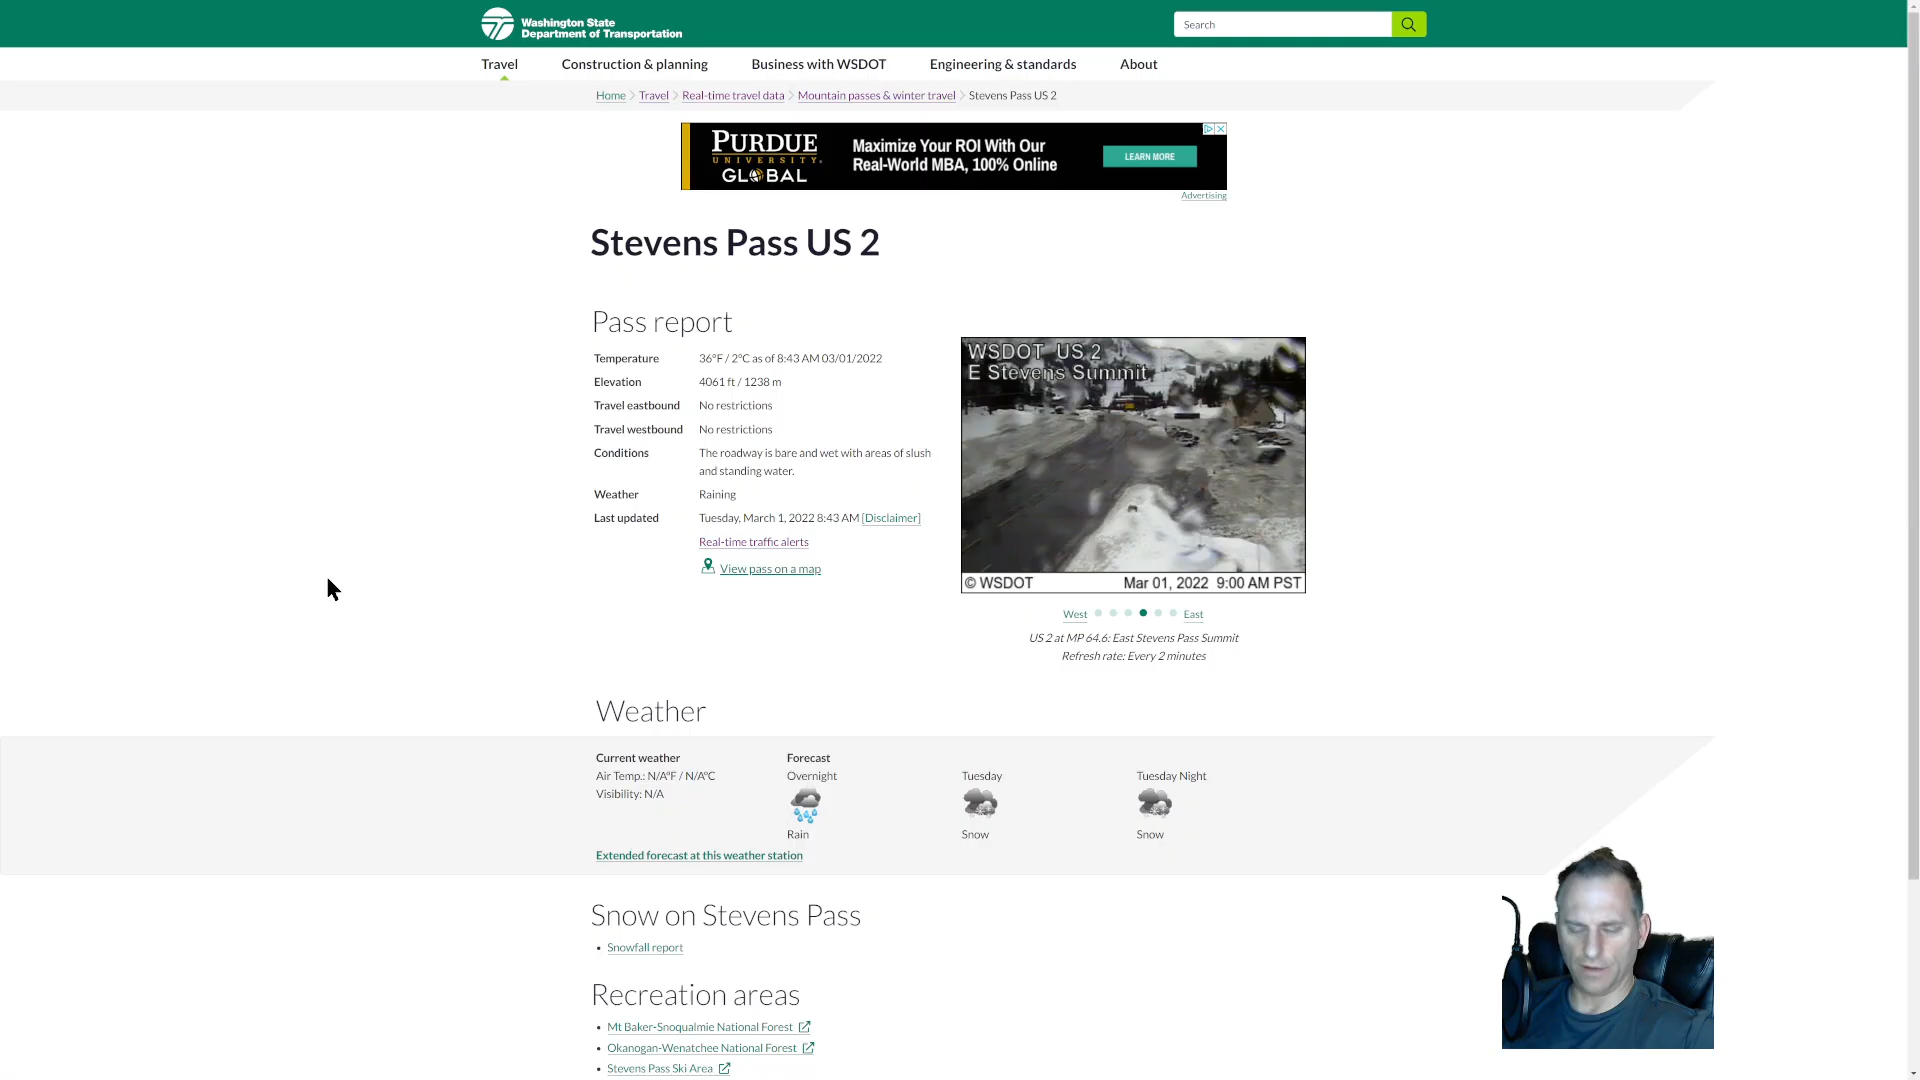 Washington State
Department of Transportation
Search
Travel
Construction & planning
Business with WSDOT
Engineering & standards
About
Home
Travel
Real-time travel data
Mountain passes & winter travel
Stevens Pass US 2
PURDUE
UNIVERSITY.
GLOBAL
Maximize Your ROI With Our
Real-World MBA, 100% Online
LEARN MORE
Advertising
Stevens Pass US 2
Pass report
Temperature 36°F / 2°C as of 8:43 AM 03/01/2022
Elevation 4061 ft / 1238 m
Travel eastbound No restrictions
Travel westbound No restrictions
Conditions The roadway is bare and wet with areas of slush
and standing water.
Weather Raining
Last updated Tuesday, March 1, 2022 8:43 AM [Disclaimer]
Real-time traffic alerts
View pass on a map
WSDOT US 2
E Stevens Summit
© WSDOT Mar 01, 2022 9:00 AM PST
West East
US 2 at MP 64.6: East Stevens Pass Summit
Refresh rate: Every 2 minutes
Weather
Current weather
Air Temp.: N/A°F / N/A°C
Visibility: N/A
Forecast
Overnight
Rain
Tuesday
Snow
Tuesday Night
Snow
Extended forecast at this weather station
Snow on Stevens Pass
• Snowfall report
Recreation areas
• Mt Baker-Snoqualmie National Forest
• Okanogan-Wenatchee National Forest
• Stevens Pass Ski Area